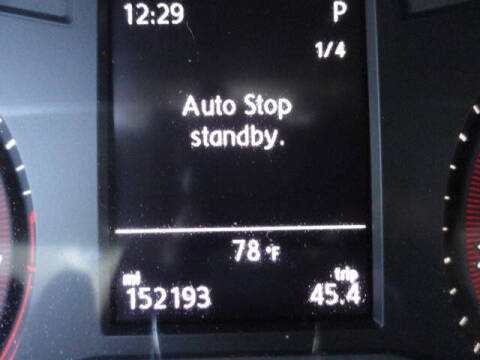 12:29 P
1/4
Auto Stop
standby.
78 °F
mi trip
152193 45.4